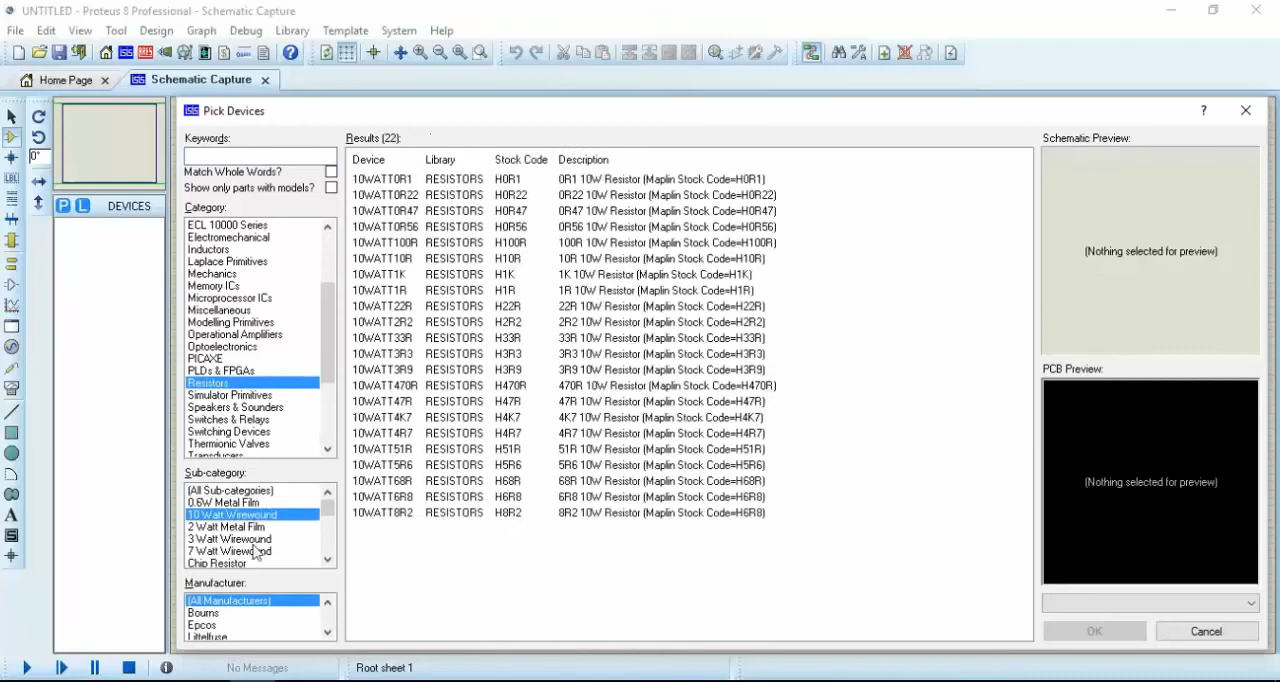 UNTITLED - Proteus 8 Professional - Schematic Capture
File Edit View Tool Design Graph Debug Library Template System Help
Home Page
Schematic Capture
Pick Devices
0°
P L DEVICES
Keywords:
Match Whole Words?
Show only parts with models?
Category:
ECL 10000 Series
Electromechanical
Inductors
Laplace Primitives
Mechanics
Memory ICs
Microprocessor ICs
Miscellaneous
Modelling Primitives
Operational Amplifiers
Optoelectronics
PICAXE
PLDs & FPGAs
Resistors
Simulator Primitives
Speakers & Sounders
Switches & Relays
Switching Devices
Thermionic Valves
Transducers
Sub-category:
(All Sub-categories)
0.6W Metal Film
10 Watt Wirewound
2 Watt Metal Film
3 Watt Wirewound
7 Watt Wirewound
Chip Resistor
Manufacturer:
(All Manufacturers)
Bourns
Epcos
Littelfuse
Results (22):
Device Library Stock Code Description
10WATT0R1 RESISTORS H0R1 0R1 10W Resistor (Maplin Stock Code=H0R1)
10WATT0R22 RESISTORS H0R22 0R22 10W Resistor (Maplin Stock Code=H0R22)
10WATT0R47 RESISTORS H0R47 0R47 10W Resistor (Maplin Stock Code=H0R47)
10WATT0R56 RESISTORS H0R56 0R56 10W Resistor (Maplin Stock Code=H0R56)
10WATT100R RESISTORS H100R 100R 10W Resistor (Maplin Stock Code=H100R)
10WATT10R RESISTORS H10R 10R 10W Resistor (Maplin Stock Code=H10R)
10WATT1K RESISTORS H1K 1K 10W Resistor (Maplin Stock Code=H1K)
10WATT1R RESISTORS H1R 1R 10W Resistor (Maplin Stock Code=H1R)
10WATT22R RESISTORS H22R 22R 10W Resistor (Maplin Stock Code=H22R)
10WATT2R2 RESISTORS H2R2 2R2 10W Resistor (Maplin Stock Code=H2R2)
10WATT33R RESISTORS H33R 33R 10W Resistor (Maplin Stock Code=H33R)
10WATT3R3 RESISTORS H3R3 3R3 10W Resistor (Maplin Stock Code=H3R3)
10WATT3R9 RESISTORS H3R9 3R9 10W Resistor (Maplin Stock Code=H3R9)
10WATT470R RESISTORS H470R 470R 10W Resistor (Maplin Stock Code=H470R)
10WATT47R RESISTORS H47R 47R 10W Resistor (Maplin Stock Code=H47R)
10WATT4K7 RESISTORS H4K7 4K7 10W Resistor (Maplin Stock Code=H4K7)
10WATT4R7 RESISTORS H4R7 4R7 10W Resistor (Maplin Stock Code=H4R7)
10WATT51R RESISTORS H51R 51R 10W Resistor (Maplin Stock Code=H51R)
10WATT5R6 RESISTORS H5R6 5R6 10W Resistor (Maplin Stock Code=H5R6)
10WATT68R RESISTORS H68R 68R 10W Resistor (Maplin Stock Code=H68R)
10WATT6R8 RESISTORS H6R8 6R8 10W Resistor (Maplin Stock Code=H6R8)
10WATT8R2 RESISTORS H8R2 8R2 10W Resistor (Maplin Stock Code=H6R8)
Schematic Preview:
(Nothing selected for preview)
PCB Preview:
(Nothing selected for preview)
OK Cancel
No Messages
Root sheet 1